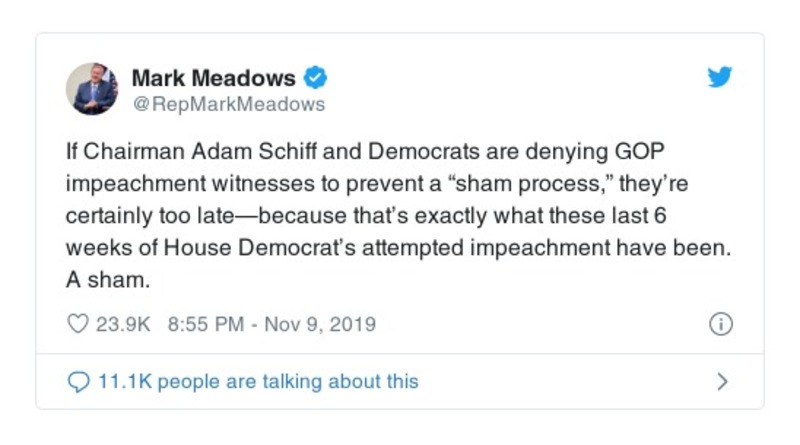 Mark Meadows
@RepMarkMeadows
If Chairman Adam Schiff and Democrats are denying GOP
impeachment witnesses to prevent a “sham process,” they’re
certainly too late—because that’s exactly what these last 6
weeks of House Democrat’s attempted impeachment have been.
A sham.
23.9K 8:55 PM - Nov 9, 2019
11.1K people are talking about this